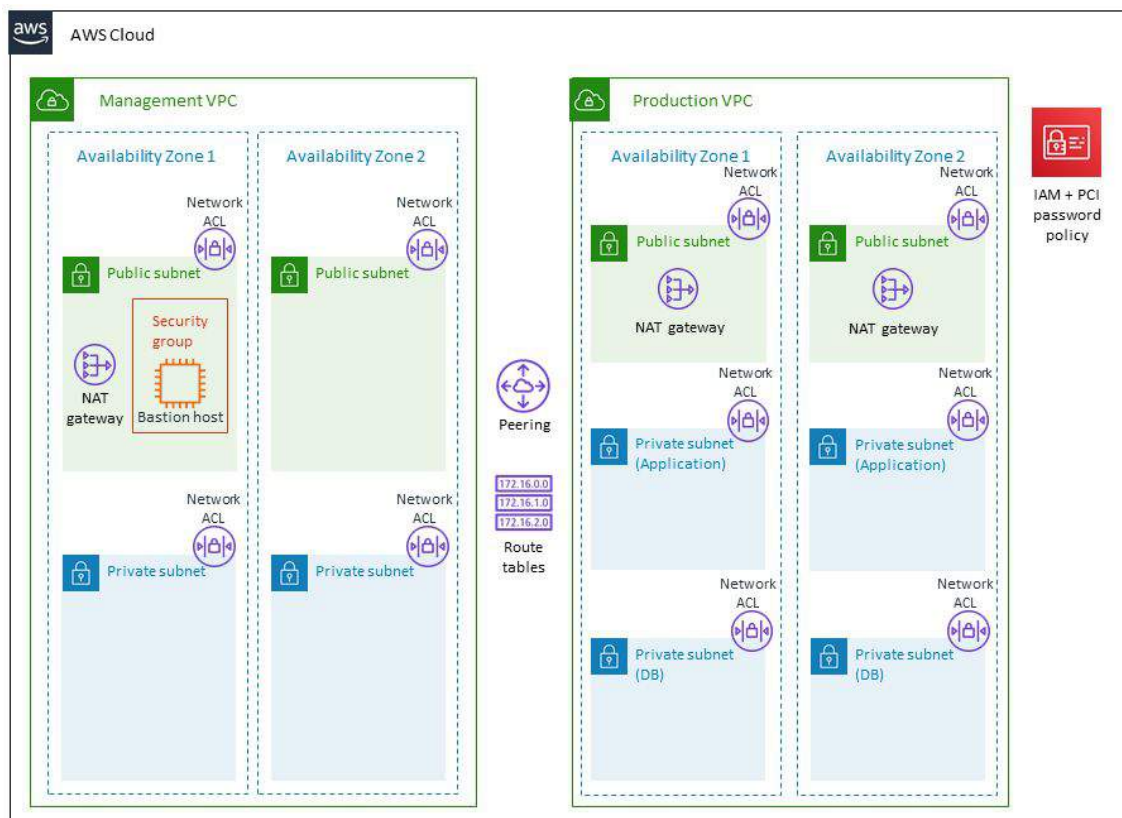 aws
AWS Cloud
Management VPC
Availability Zone 1
Network
ACL
Public subnet
Security
group
NAT
gateway
Bastion host
Network
ACL
Private subnet
Availability Zone 2
Network
ACL
Public subnet
Network
ACL
Private subnet
Peering
172.16.0.0
172.16.1.0
172.16.2.0
Route
tables
Production VPC
Availability Zone 1
Network
ACL
Public subnet
NAT gateway
Network
ACL
Private subnet
(Application)
Network
ACL
Private subnet
(DB)
Availability Zone 2
Network
ACL
Public subnet
NAT gateway
Network
ACL
Private subnet
(Application)
Network
ACL
Private subnet
(DB)
IAM + PCI
password
policy